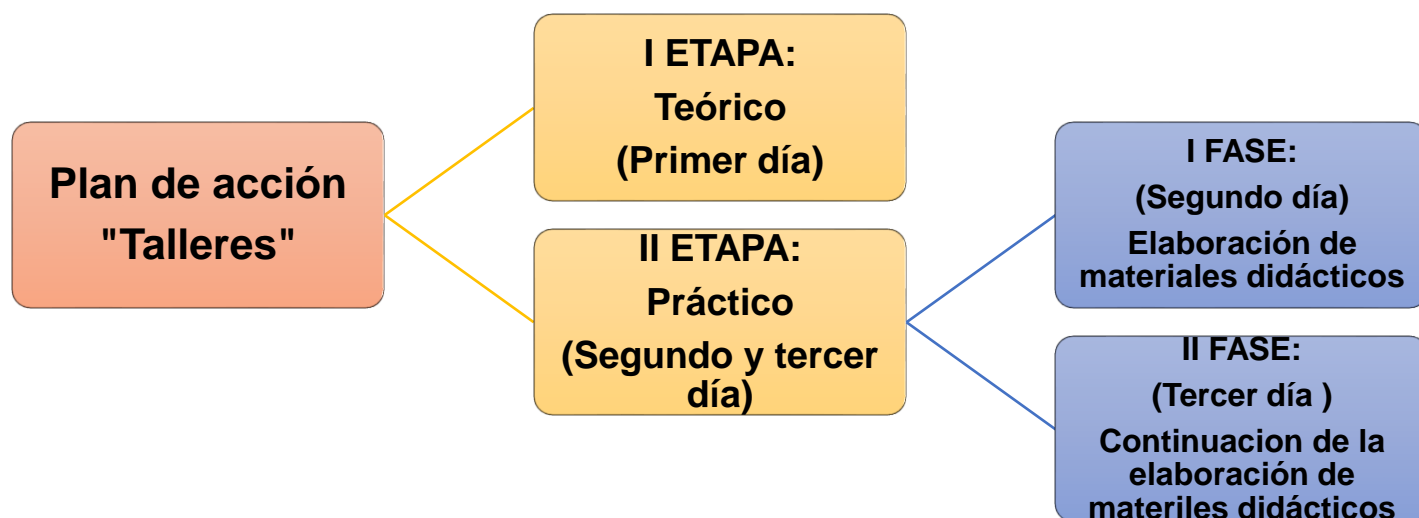 Plan de acción
"Talleres"
I ETAPA:
Teórico
(Primer día)
II ETAPA:
Práctico
(Segundo y tercer
día)
I FASE:
(Segundo día)
Elaboración de
materiales didácticos
II FASE:
(Tercer día )
Continuacion de la
elaboración de
materiles didácticos